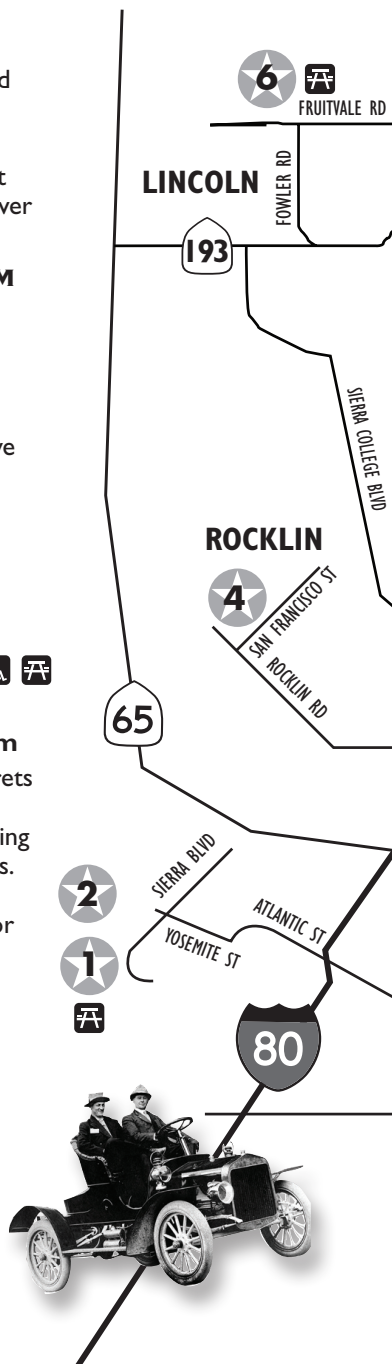 d
t
ver
M
ve
m
rets
ing
s.
or
6
FRUITVALE RD
LINCOLN
FOWLER RD
193
SIERRA COLLEGE BLVD
ROCKLIN
4
SAN FRANCISCO ST
ROCKLIN RD
65
2
SIERRA BLVD
ATLANTIC ST
YOSEMITE ST
1
80